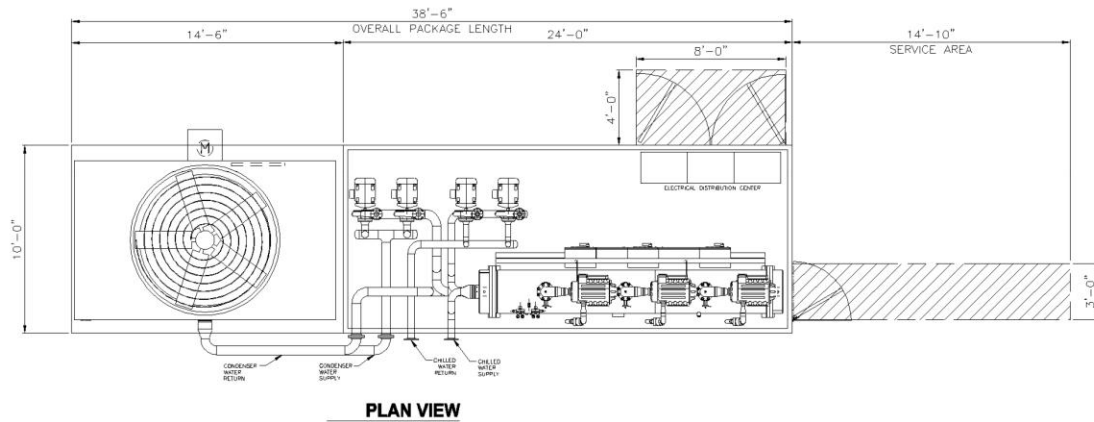 38'-6"
OVERALL PACKAGE LENGTH
14'-6"
24'-0"
14'-10"
SERVICE AREA
8'-0"
4'-0"
M
10'-0"
ELECTRICAL DISTRIBUTION CENTER
3'-0"
CONDENSER
WATER
RETURN
CONDENSER
WATER
SUPPLY
CHILLED
WATER
RETURN
CHILLED
WATER
SUPPLY
PLAN VIEW